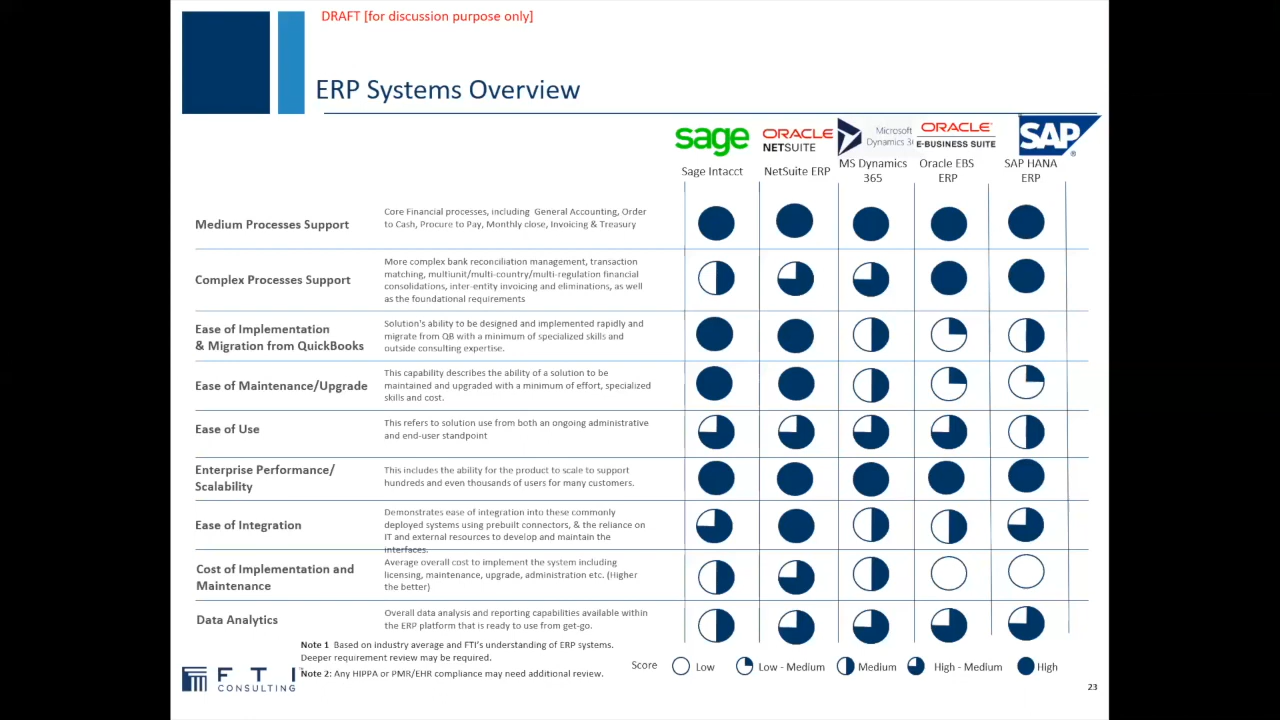 DRAFT [for discussion purpose only]
ERP Systems Overview
sage
ORACLE
NETSUITE
Microsoft
Dynamics 36
ORACLE
E-BUSINESS SUITE
SAP
Sage Intacct
NetSuite ERP
MS Dynamics
365
Oracle EBS
ERP
SAP HANA
ERP
Medium Processes Support
Core Financial processes, including General Accounting, Order
to Cash, Procure to Pay, Monthly close, Invoicing & Treasury
Complex Processes Support
More complex bank reconciliation management, transaction
matching, multiunit/multi-country/multi-regulation financial
consolidations, inter-entity invoicing and eliminations, as well
as the foundational requirements
Ease of Implementation
& Migration from QuickBooks
Solution's ability to be designed and implemented rapidly and
migrate from QB with a minimum of specialized skills and
outside consulting expertise.
Ease of Maintenance/Upgrade
This capability describes the ability of a solution to be
maintained and upgraded with a minimum of effort, specialized
skills and cost.
Ease of Use
This refers to solution use from both an ongoing administrative
and end-user standpoint
Enterprise Performance/
Scalability
This includes the ability for the product to scale to support
hundreds and even thousands of users for many customers.
Ease of Integration
Demonstrates ease of integration into these commonly
deployed systems using prebuilt connectors, & the reliance on
IT and external resources to develop and maintain the
interfaces.
Cost of Implementation and
Maintenance
Average overall cost to implement the system including
licensing, maintenance, upgrade, administration etc. (Higher
the better)
Data Analytics
Overall data analysis and reporting capabilities available within
the ERP platform that is ready to use from get-go.
Note 1 Based on industry average and FTI's understanding of ERP systems.
Deeper requirement review may be required.
Note 2: Any HIPPA or PMR/EHR compliance may need additional review.
Score
Low
Low - Medium
Medium
High - Medium
High
F T I
CONSULTING
23